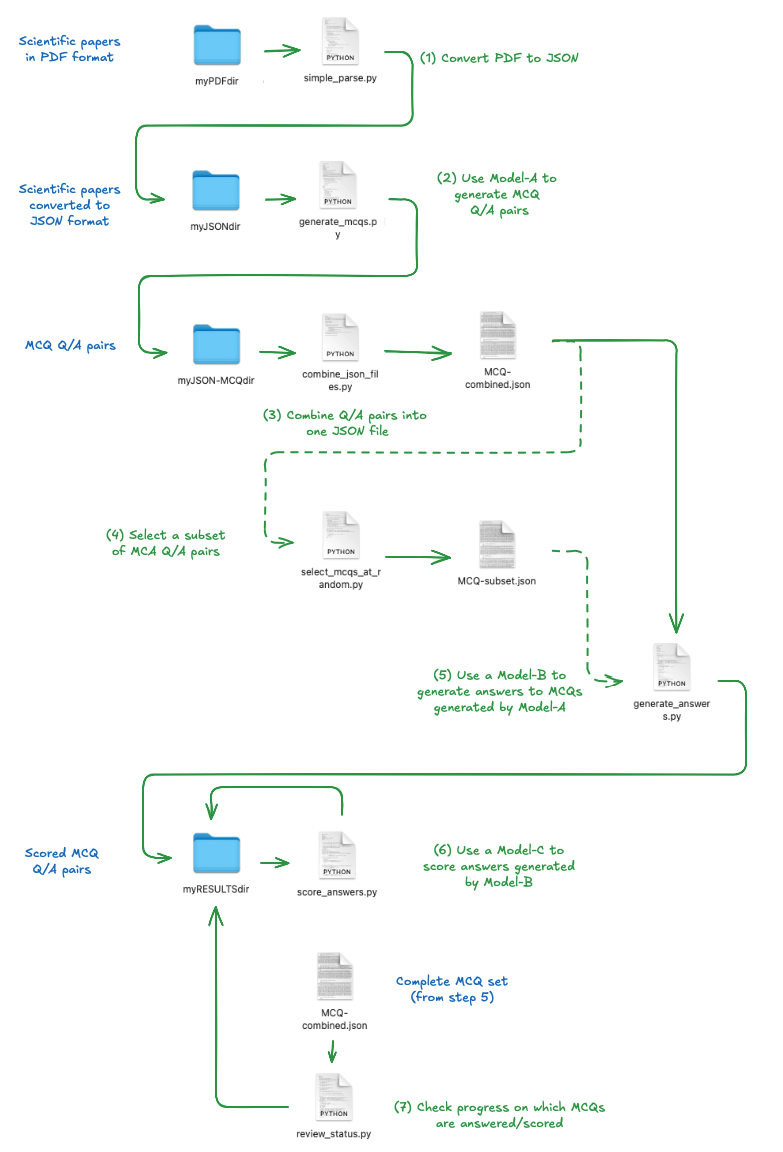 Scientific papers
in PDF format
myPDFdir
PYTHON
simple_parse.py
(1) Convert PDF to JSON
Scientific papers
converted to
JSON format
myJSONdir
PYTHON
generate_mcqs.p
y
(2) Use Model-A to
generate MCQ
Q/A pairs
MCQ Q/A pairs
myJSON-MCQdir
PYTHON
combine_json_fil
es.py
MCQ-
combined.json
(3) Combine Q/A pairs into
one JSON file
(4) Select a subset
of MCA Q/A pairs
PYTHON
select_mcqs_at_r
andom.py
MCQ-subset.json
(5) Use a Model-B to
generate answers to MCQs
generated by Model-A
PYTHON
generate_answer
s.py
Scored MCQ
Q/A pairs
myRESULTSdir
PYTHON
score_answers.py
(6) Use a Model-C to
score answers generated
by Model-B
MCQ-
combined.json
Complete MCQ set
(from step 5)
PYTHON
review_status.py
(7) Check progress on which MCQs
are answered/scored